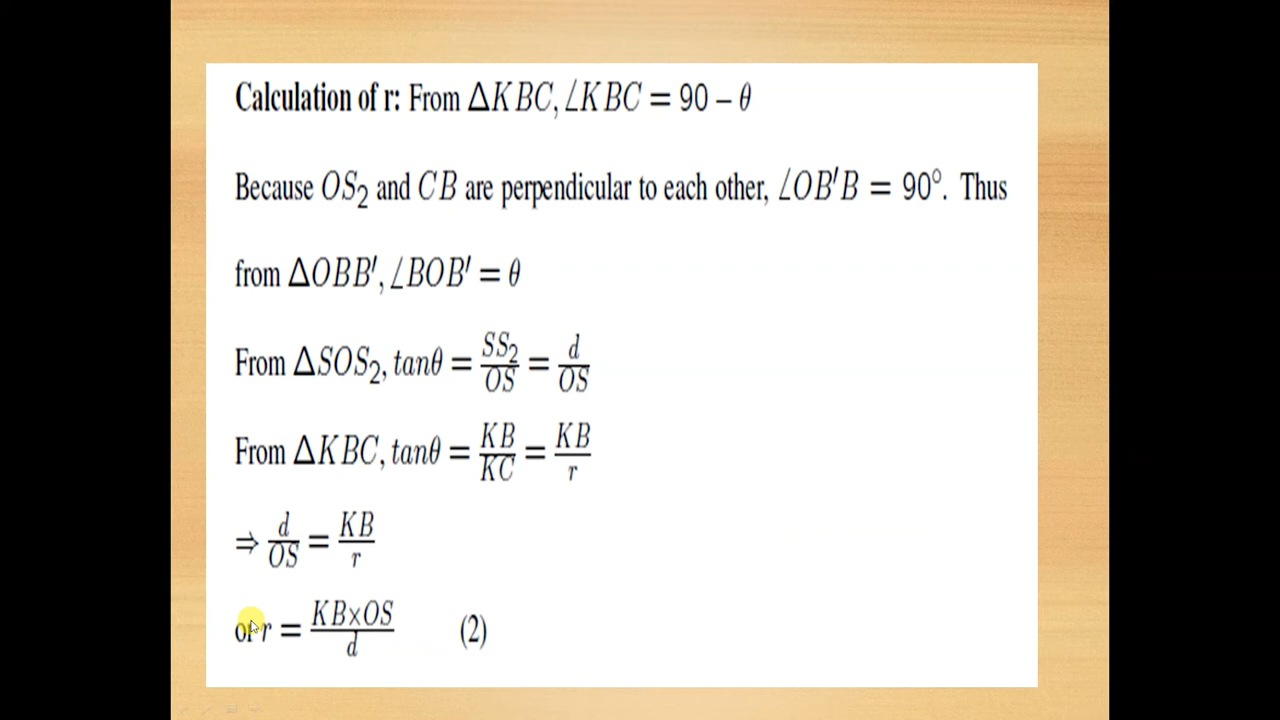 Calculation of r: From ΔKBC, ∠KBC = 90 – θ
Because OS₂ and CB are perpendicular to each other, ∠OB′B = 90°. Thus
from ΔOBB′, ∠BOB′ = θ
From ΔSOS₂, tanθ = SS₂/OS = d/OS
From ΔKBC, tanθ = KB/KC = KB/r
⇒ d/OS = KB/r
or r = KB×OS/d (2)